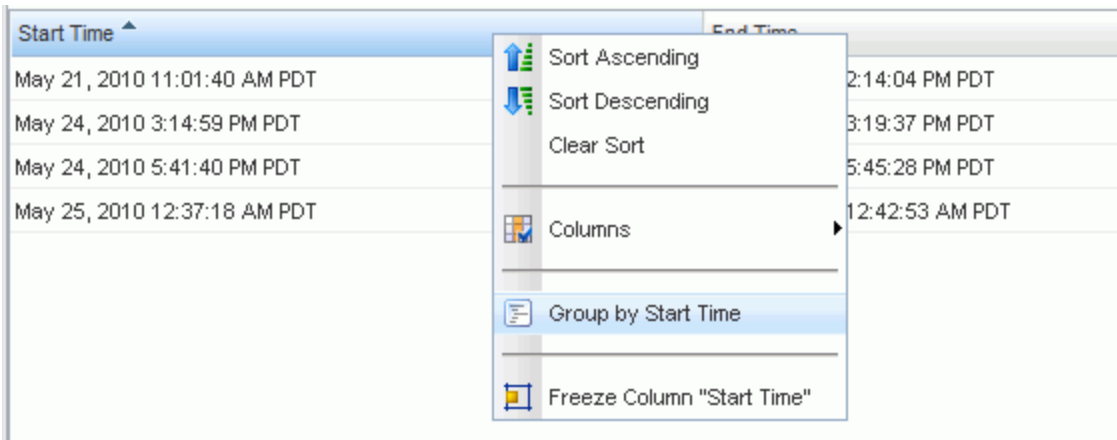 Start Time End Time
Sort Ascending
May 21, 2010 11:01:40 AM PDT 2:14:04 PM PDT
Sort Descending
May 24, 2010 3:14:59 PM PDT 3:19:37 PM PDT
Clear Sort
May 24, 2010 5:41:40 PM PDT 5:45:28 PM PDT
May 25, 2010 12:37:18 AM PDT 12:42:53 AM PDT
Columns
Group by Start Time
Freeze Column "Start Time"